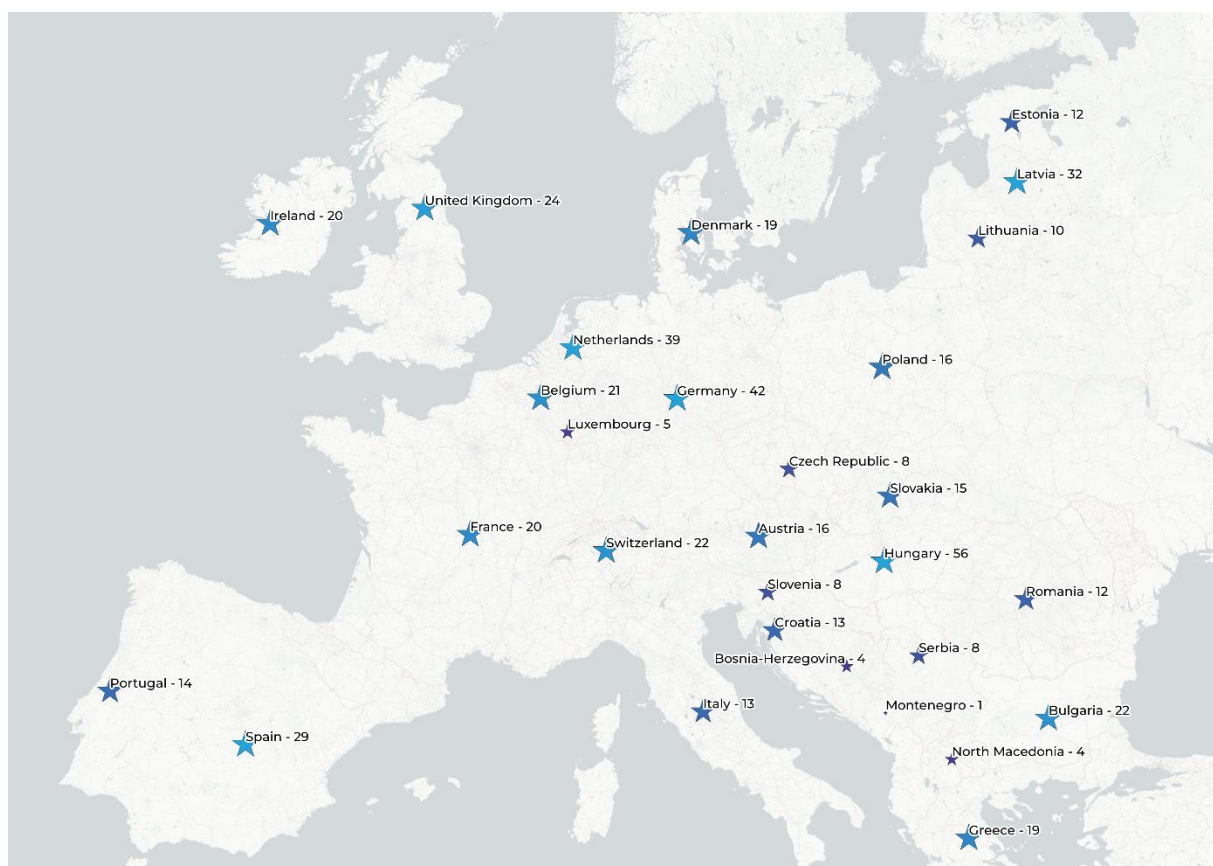 Estonia - 12
Latvia - 32
United Kingdom - 24
Ireland - 20
Denmark - 19
Lithuania - 10
Netherlands - 39
Poland - 16
Belgium - 21
Germany - 42
Luxembourg - 5
Czech Republic - 8
Slovakia - 15
France - 20
Austria - 16
Switzerland - 22
Hungary - 56
Slovenia - 8
Romania - 12
Croatia - 13
Serbia - 8
Bosnia-Herzegovina - 4
Portugal - 14
Italy - 13
Montenegro - 1
Bulgaria - 22
Spain - 29
North Macedonia - 4
Greece - 19